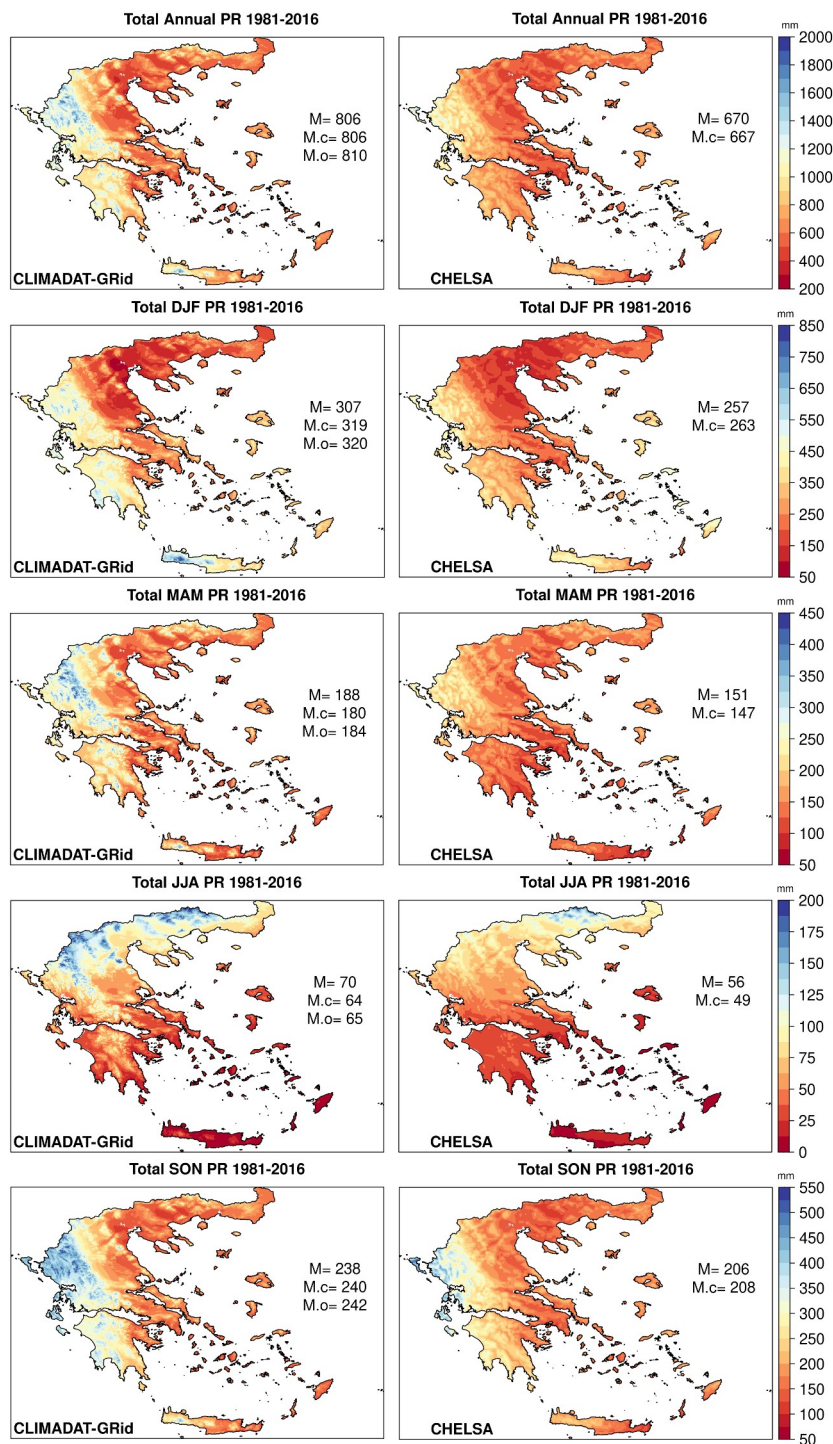 Total Annual PR 1981-2016
Total Annual PR 1981-2016
mm
2000
1800
1600
1400
1200
1000
800
600
400
200
M= 806
M.c= 806
M.o= 810
M= 670
M.c= 667
CLIMADAT-GRid
CHELSA
Total DJF PR 1981-2016
Total DJF PR 1981-2016
mm
850
750
650
550
450
350
250
150
50
M= 307
M.c= 319
M.o= 320
M= 257
M.c= 263
CLIMADAT-GRid
CHELSA
Total MAM PR 1981-2016
Total MAM PR 1981-2016
mm
450
400
350
300
250
200
150
100
50
M= 188
M.c= 180
M.o= 184
M= 151
M.c= 147
CLIMADAT-GRid
CHELSA
Total JJA PR 1981-2016
Total JJA PR 1981-2016
mm
200
175
150
125
100
75
50
25
0
M= 70
M.c= 64
M.o= 65
M= 56
M.c= 49
CLIMADAT-GRid
CHELSA
Total SON PR 1981-2016
Total SON PR 1981-2016
mm
550
500
450
400
350
300
250
200
150
100
50
M= 238
M.c= 240
M.o= 242
M= 206
M.c= 208
CLIMADAT-GRid
CHELSA